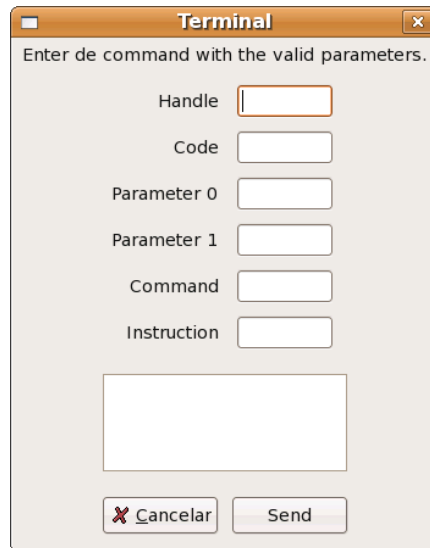 Terminal
Enter de command with the valid parameters.
Handle
Code
Parameter 0
Parameter 1
Command
Instruction
Cancelar Send